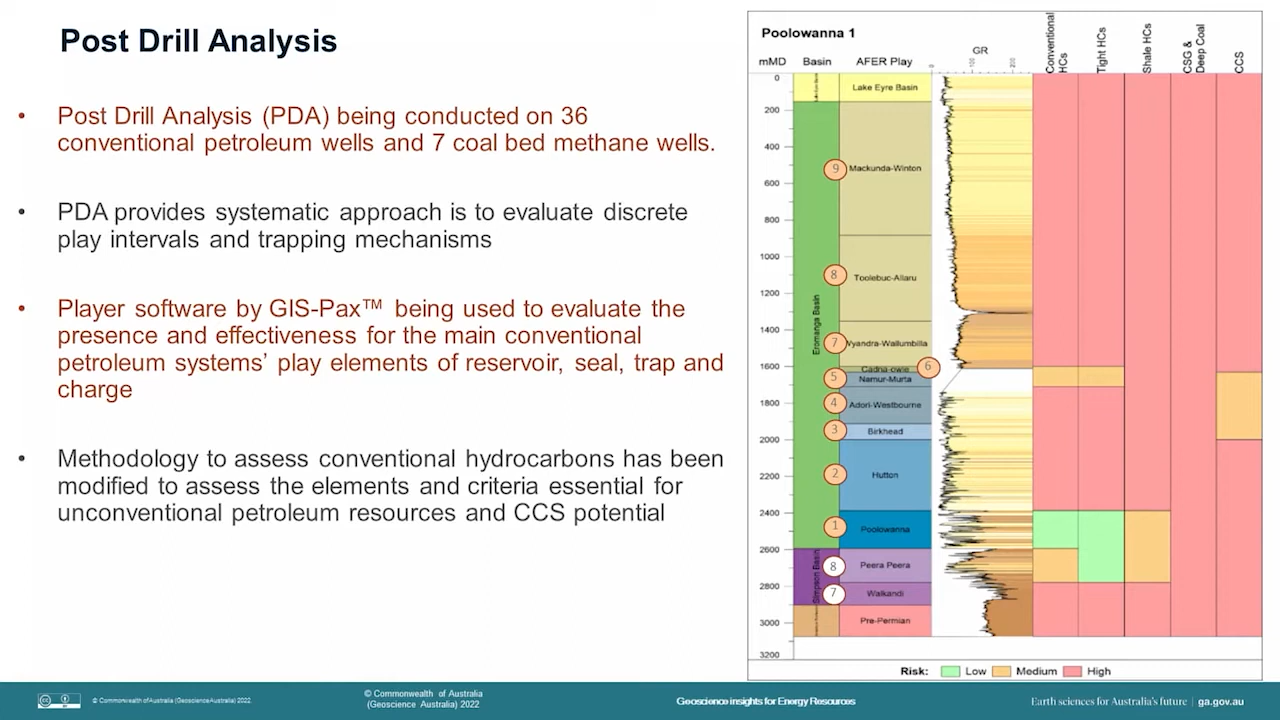 Post Drill Analysis
• Post Drill Analysis (PDA) being conducted on 36
conventional petroleum wells and 7 coal bed methane wells.
• PDA provides systematic approach is to evaluate discrete
play intervals and trapping mechanisms
• Player software by GIS-Pax™ being used to evaluate the
presence and effectiveness for the main conventional
petroleum systems’ play elements of reservoir, seal, trap and
charge
• Methodology to assess conventional hydrocarbons has been
modified to assess the elements and criteria essential for
unconventional petroleum resources and CCS potential
Poolowanna 1
mMD
Basin
AFER Play
GR
0
100
200
Conventional
HCs
Tight HCs
Shale HCs
CSG &
Deep Coal
CCS
0
200
400
600
800
1000
1200
1400
1600
1800
2000
2200
2400
2600
2800
3000
3200
Eromanga Basin
Simpson Basin
Lake Eyre Basin
9 Mackunda-Winton
8 Toolebuc-Allaru
7 Wyandra-Wallumbilla
Cadna-owie 6
5 Namur-Murta
4 Adori-Westbourne
3 Birkhead
2 Hutton
1 Poolowanna
8 Peera Peera
7 Walkandi
Pre-Permian
Risk: Low Medium High
© Commonwealth of Australia (Geoscience Australia) 2022.
© Commonwealth of Australia
(Geoscience Australia) 2022
Geoscience insights for Energy Resources
Earth sciences for Australia's future | ga.gov.au